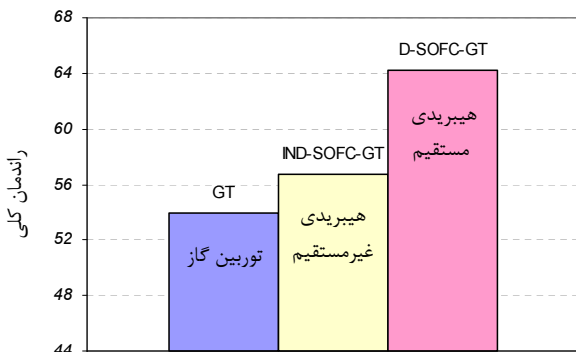 68
D-SOFC-GT
64
هیبریدی
مستقیم
60
IND-SOFC-GT
56
GT
هیبریدی
غیرمستقیم
توربین گاز
52
48
44
راندمان کلی